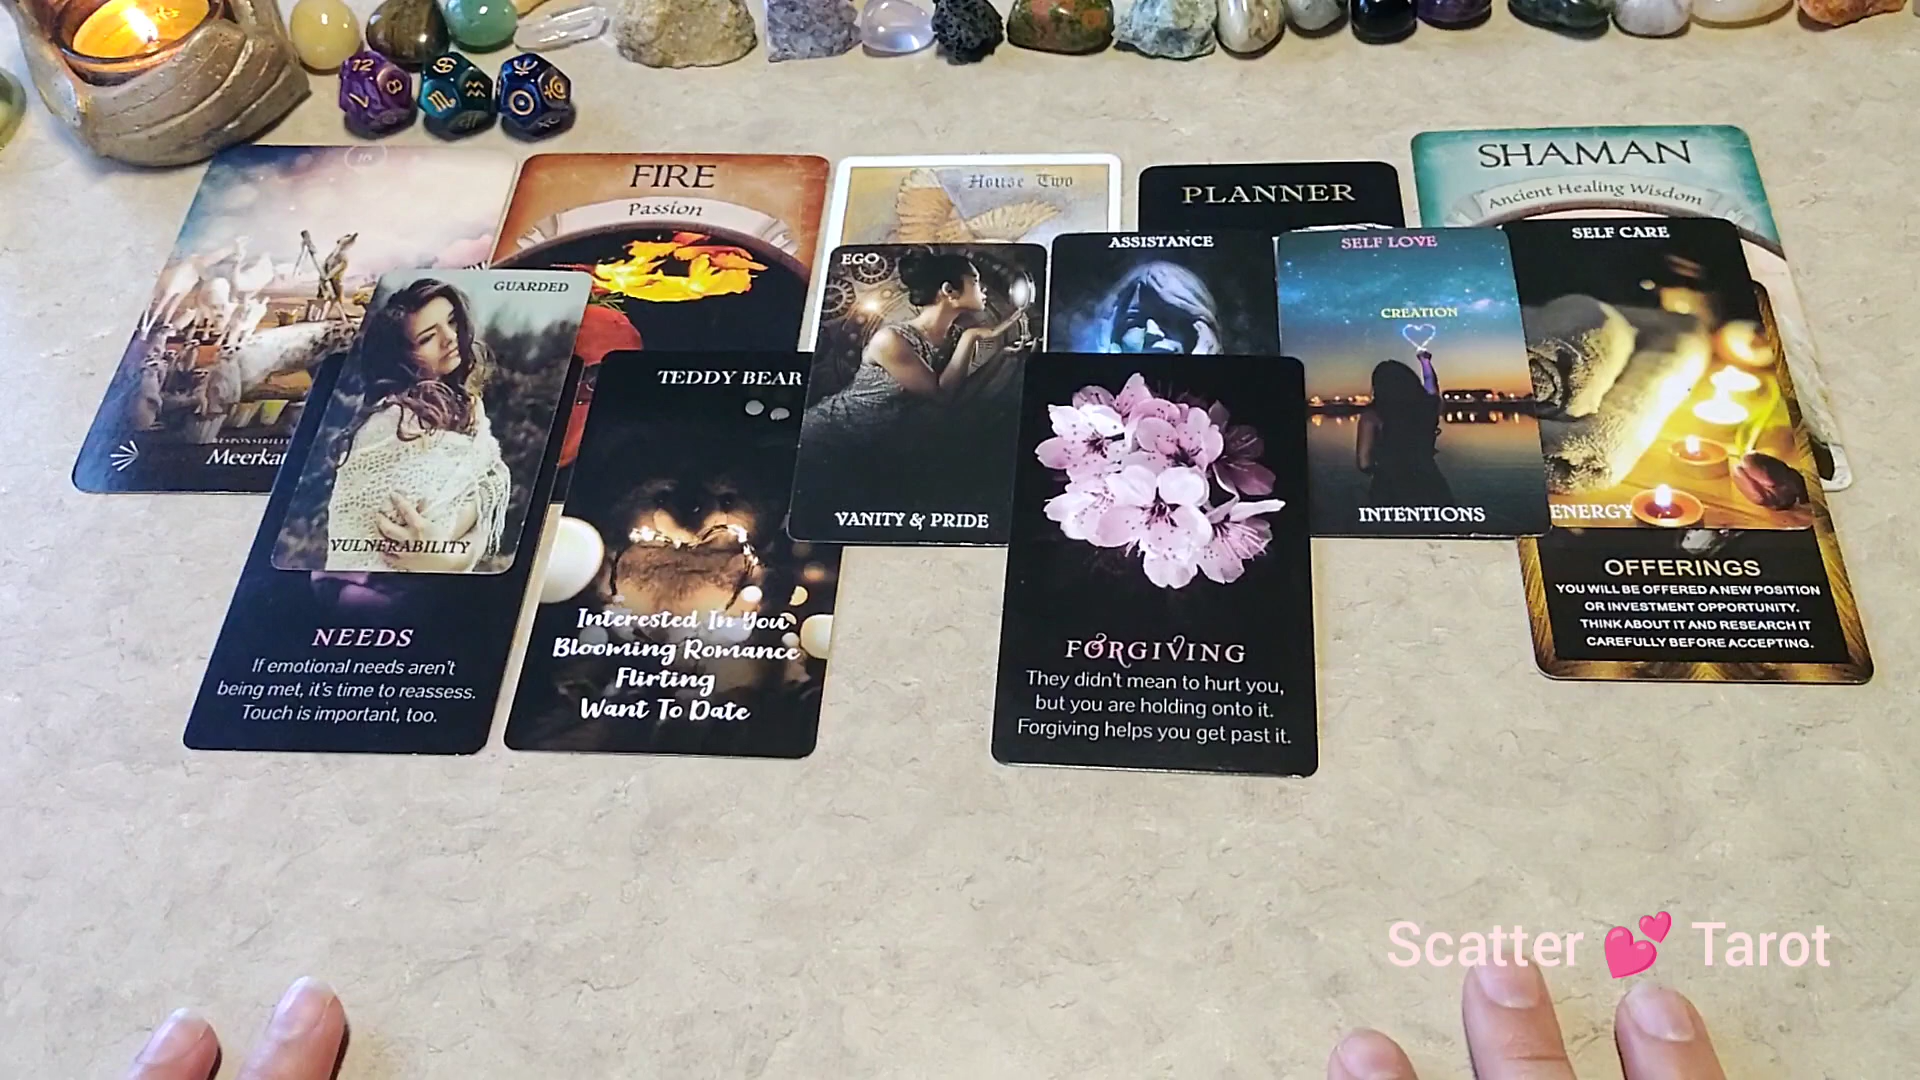 12
8
16
FIRE
Passion
House Two
PLANNER
SHAMAN
Ancient Healing Wisdom
GUARDED
VULNERABILITY
Meerkat
TEDDY BEAR
Interested In You
Blooming Romance
Flirting
Want To Date
EGO
VANITY & PRIDE
ASSISTANCE
SELF LOVE
CREATION
INTENTIONS
SELF CARE
ENERGY
NEEDS
If emotional needs aren't
being met, it's time to reassess.
Touch is important, too.
FORGIVING
They didn't mean to hurt you,
but you are holding onto it.
Forgiving helps you get past it.
OFFERINGS
YOU WILL BE OFFERED A NEW POSITION
OR INVESTMENT OPPORTUNITY.
THINK ABOUT IT AND RESEARCH IT
CAREFULLY BEFORE ACCEPTING.
Scatter 💕 Tarot